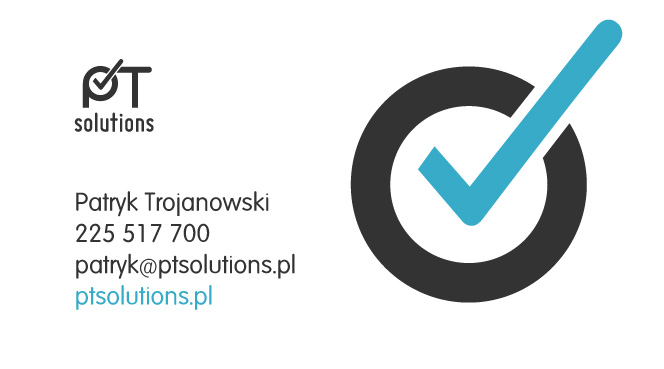 PT
solutions
Patryk Trojanowski
225 517 700
patryk@ptsolutions.pl
ptsolutions.pl